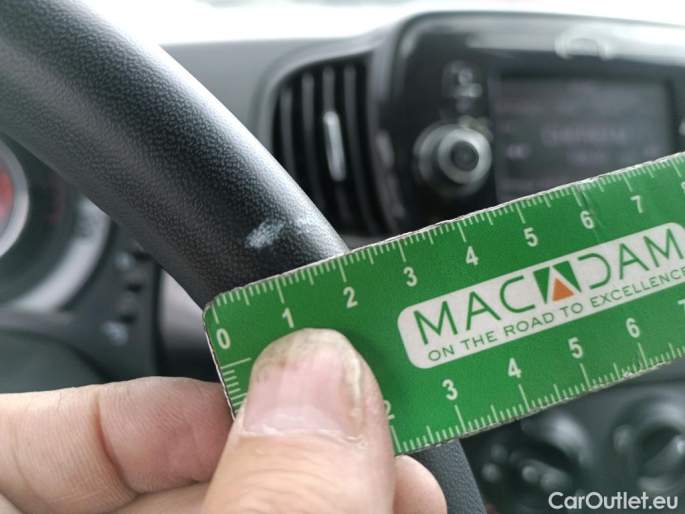 0 1 2 3 4 5 6 7
MACADAM
ON THE ROAD TO EXCELLENCE
2 3 4 5 6
CarOutlet.eu